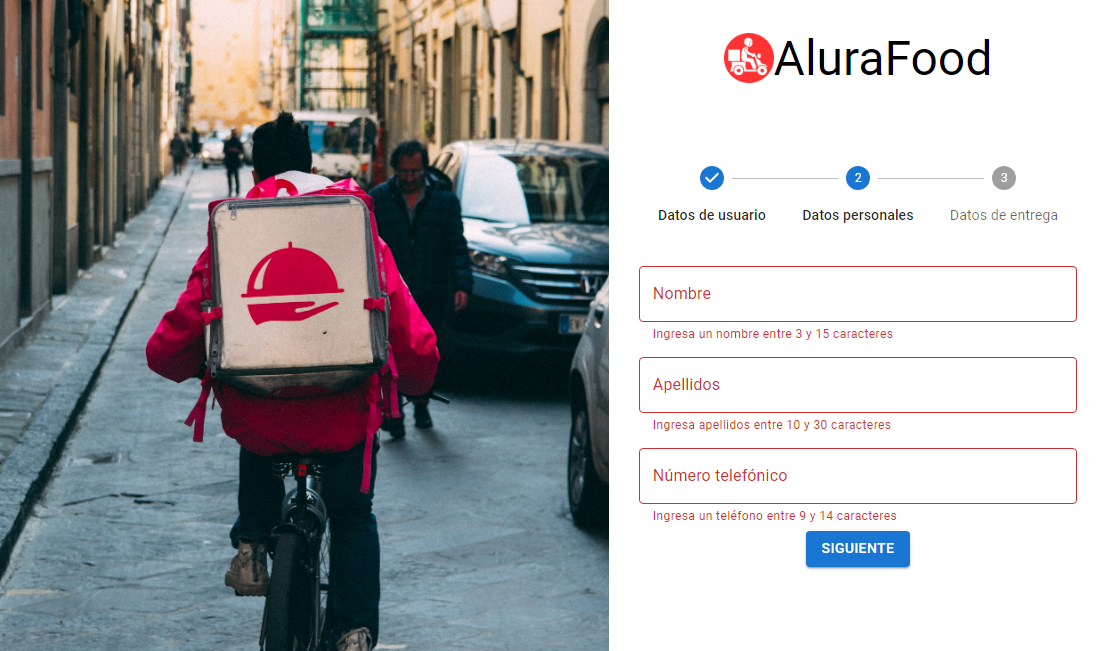 AluraFood
2
3
Datos de usuario
Datos personales
Datos de entrega
Nombre
Ingresa un nombre entre 3 y 15 caracteres
Apellidos
Ingresa apellidos entre 10 y 30 caracteres
Número telefónico
Ingresa un teléfono entre 9 y 14 caracteres
SIGUIENTE